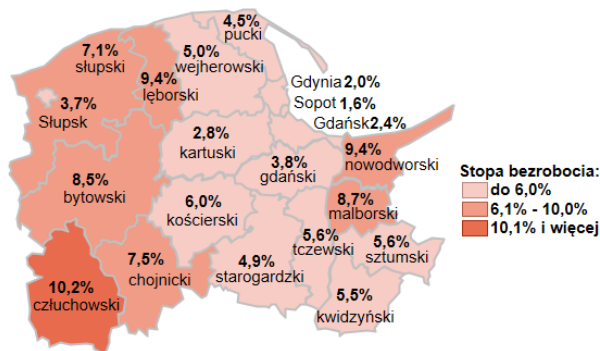 4,5%
pucki
7,1%
słupski
5,0%
wejherowski
9,4%
lęborski
Gdynia 2,0%
Sopot 1,6%
Gdańsk 2,4%
3,7%
Słupsk
2,8%
kartuski
3,8%
gdański
9,4%
nowodworski
8,5%
bytowski
6,0%
kościerski
8,7%
malborski
7,5%
chojnicki
4,9%
starogardzki
5,6%
tczewski
5,6%
sztumski
10,2%
człuchowski
5,5%
kwidzyński
Stopa bezrobocia:
do 6,0%
6,1% - 10,0%
10,1% i więcej